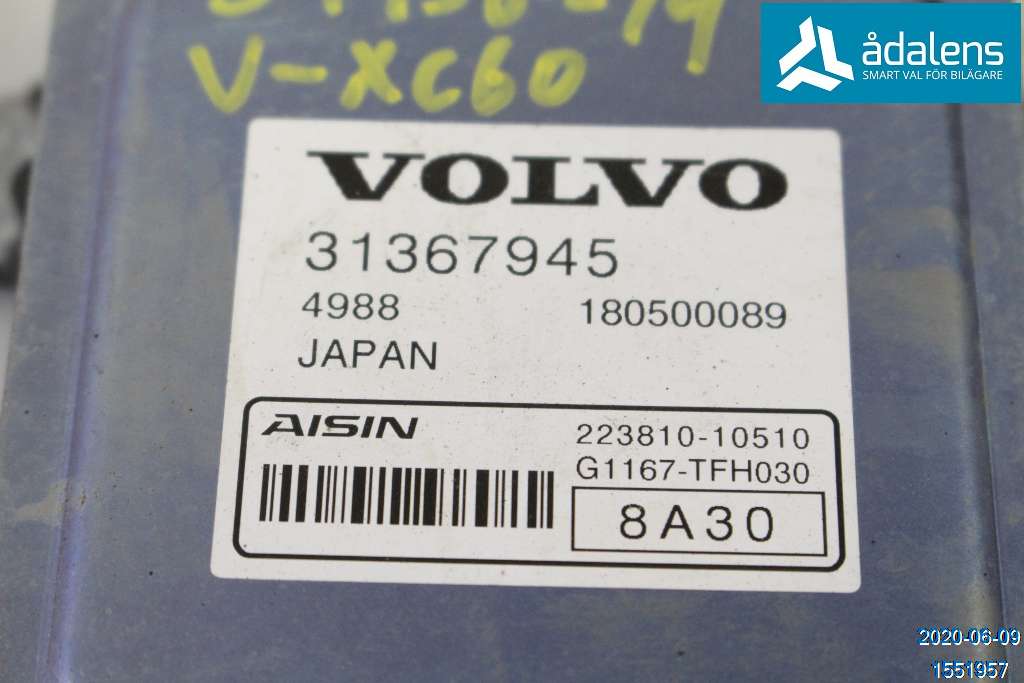 V-XC60
ådalens
SMART VAL FÖR BILÄGARE
VOLVO
31367945
4988 180500089
JAPAN
AISIN 223810-10510
G1167-TFH030
8A30
2020-06-09
1551957